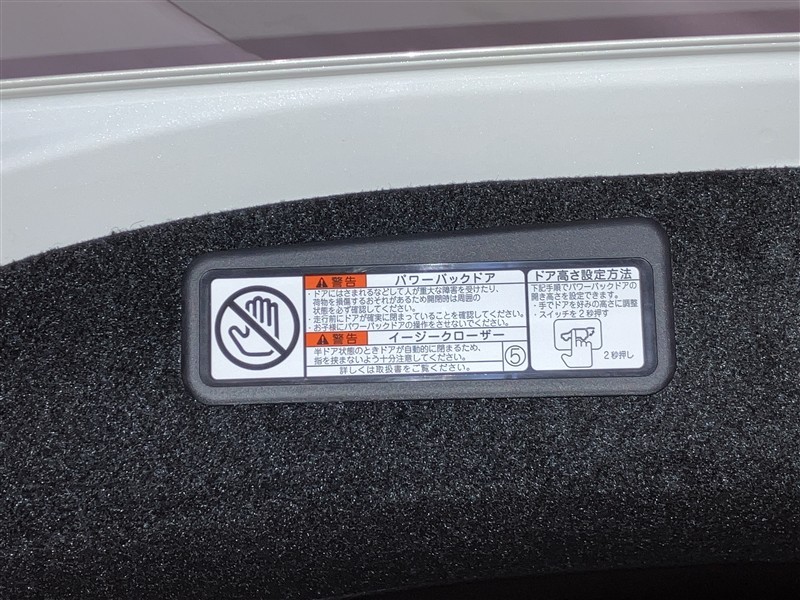 警告 パワーバックドア
・ドアにはさまれるなどして人が重大な障害を受けたり、
荷物を損傷するおそれがあるため開閉時は周囲の
状態を必ず確認してください。
・走行前にドアが確実に閉まっていることを確認してください。
・お子様にパワーバックドアの操作をさせないでください。
警告 イージークローザー
半ドア状態のときドアが自動的に閉まるため、
指を挟まないよう十分注意してください。
詳しくは取扱書をご覧ください。
⑤
ドア高さ設定方法
下記手順でパワーバックドアの
開き高さを設定できます。
・手でドアを好みの高さに調整
・スイッチを2秒押す
2秒押し